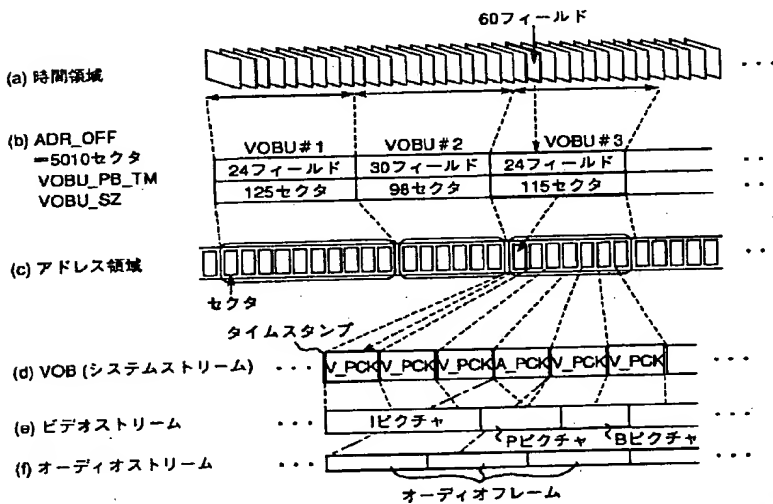 60フィールド
(a) 時間領域
(b) ADR_OFF
=5010セクタ
VOBU_PB_TM
VOBU_SZ
VOBU#1 VOBU#2 VOBU#3
24フィールド 30フィールド 24フィールド
125セクタ 98セクタ 115セクタ
(c) アドレス領域
セクタ
タイムスタンプ
(d) VOB (システムストリーム)
V_PCK V_PCK V_PCK A_PCK V_PCK V_PCK
(e) ビデオストリーム
Iピクチャ
Pピクチャ Bピクチャ
(f) オーディオストリーム
オーディオフレーム